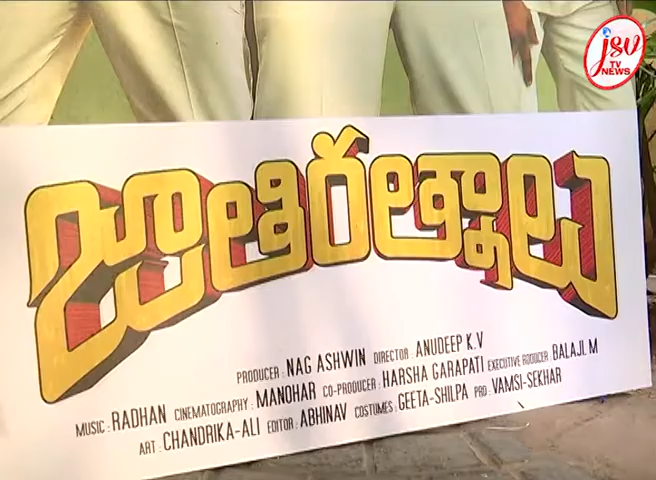 jsv
TV
NEWS
జాతిరత్నాలు
PRODUCER : NAG ASHWIN DIRECTOR : ANUDEEP K.V
MUSIC : RADHAN CINEMATOGRAPHY : MANOHAR CO-PRODUCER : HARSHA GARAPATI EXECUTIVE PRODUCER : BALAJI. M
ART : CHANDRIKA-ALI EDITOR : ABHINAV COSTUMES : GEETA-SHILPA PRO : VAMSI-SEKHAR